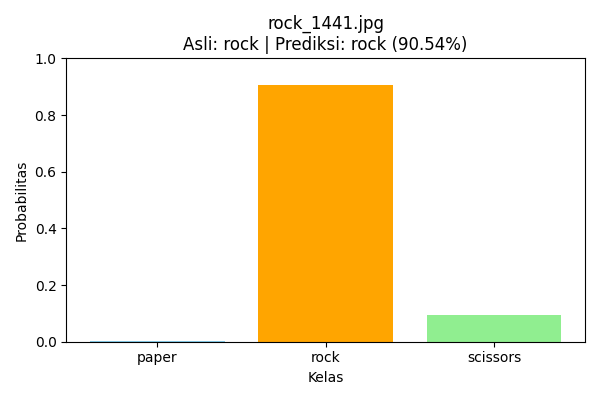 rock_1441.jpg
Asli: rock | Prediksi: rock (90.54%)
1.0
0.8
0.6
0.4
0.2
0.0
Probabilitas
paper rock scissors
Kelas